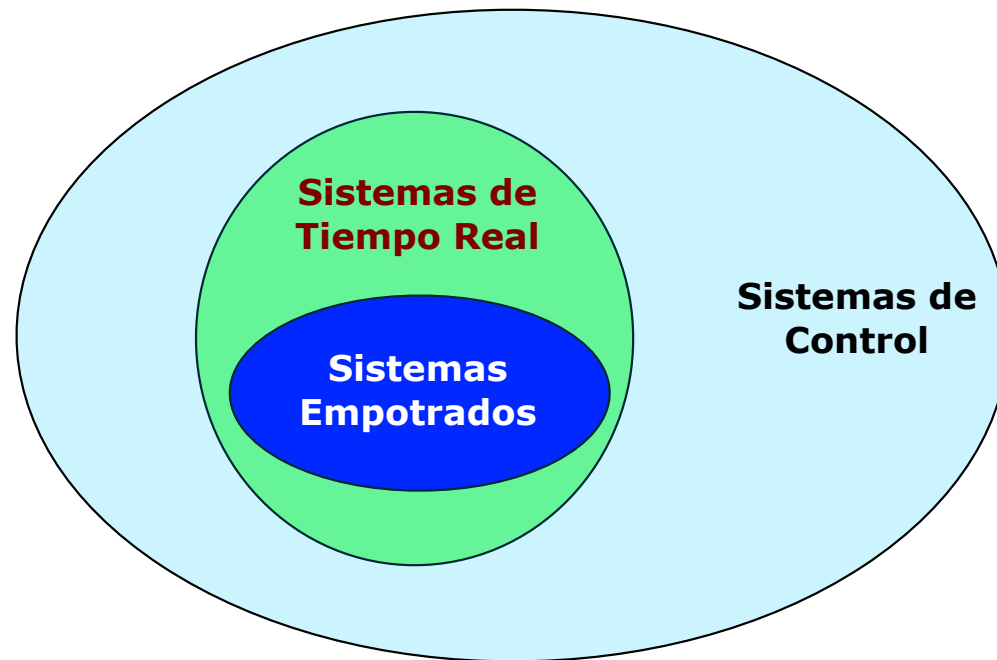 Sistemas de
Tiempo Real
Sistemas de
Control
Sistemas
Empotrados